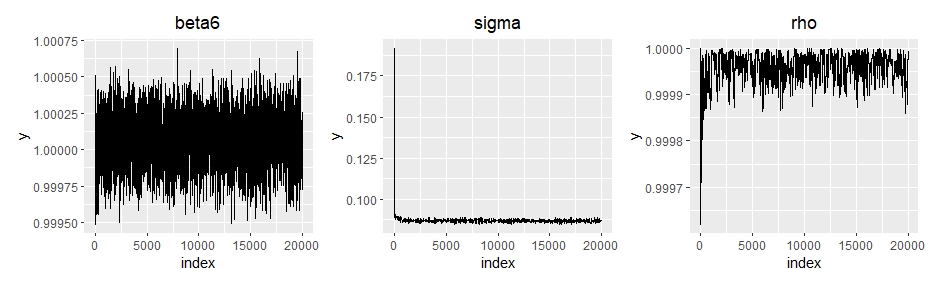 beta6
1.00075
1.00050
1.00025
1.00000
0.99975
0.99950
y
0 5000 10000 15000 20000
index
sigma
0.175
0.150
0.125
0.100
y
0 5000 10000 15000 20000
index
rho
1.0000
0.9999
0.9998
0.9997
y
0 5000 10000 15000 20000
index